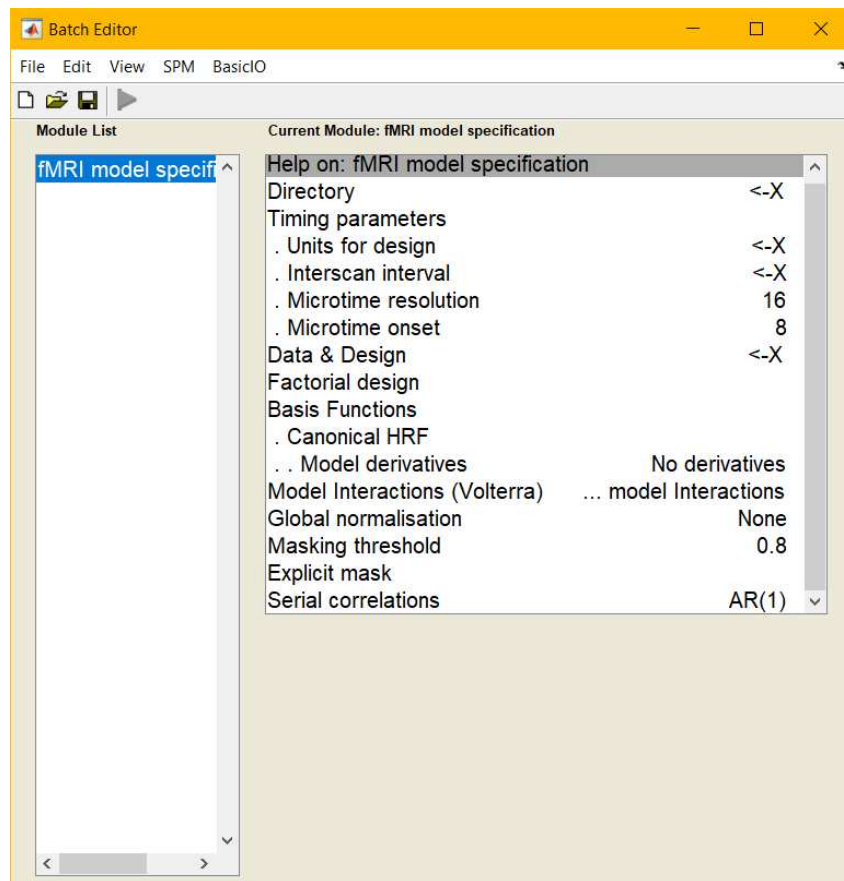 Batch Editor
File Edit View SPM BasicIO
Module List
Current Module: fMRI model specification
fMRI model specifi
Help on: fMRI model specification
Directory <-X
Timing parameters
. Units for design <-X
. Interscan interval <-X
. Microtime resolution 16
. Microtime onset 8
Data & Design <-X
Factorial design
Basis Functions
. Canonical HRF
. . Model derivatives No derivatives
Model Interactions (Volterra) ... model Interactions
Global normalisation None
Masking threshold 0.8
Explicit mask
Serial correlations AR(1)